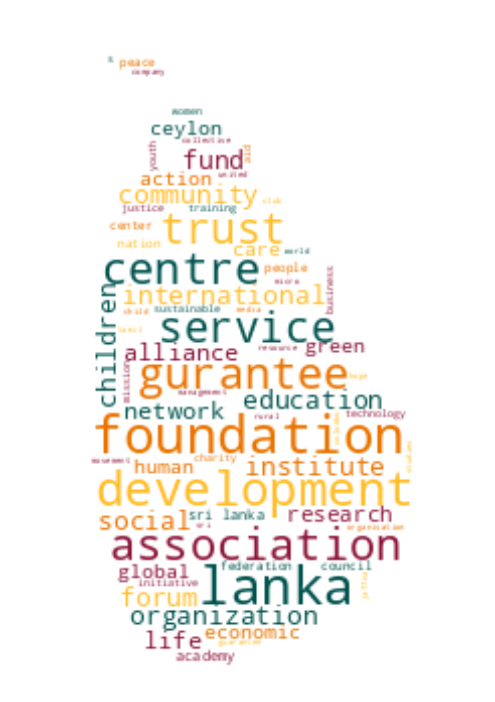 peace
company
women
ceylon
collective
youth
fund
aid
united
action
community
club
justice
training
center
trust
nation
care
world
centre
people
micro
children
international
business
child
sustainable
media
service
alliance
resource
green
mission
gurantee
hope
management
education
network
rural
technology
foundation
movement
charity
human
institute
development
social
sri lanka
research
sri
organisation
association
global
federation
council
initiative
lanka
forum
jaffna
organization
economic
life
guarantee
academy